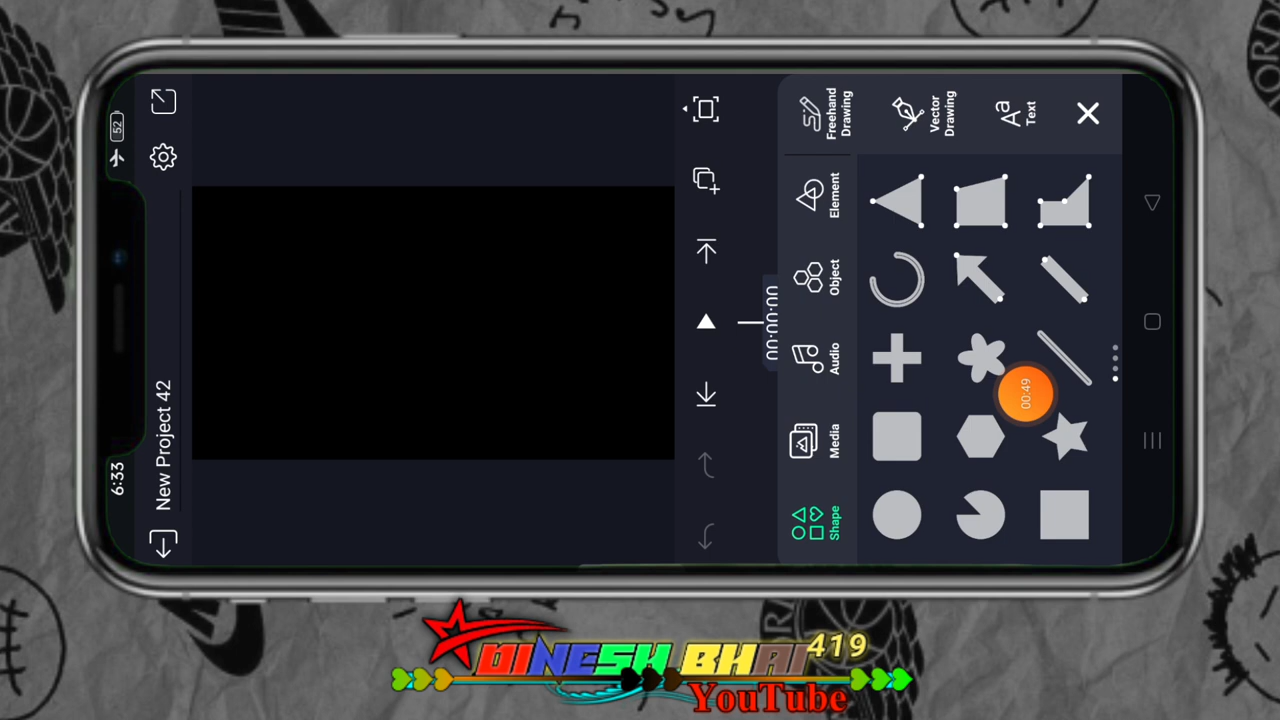 6:33
52
New Project 42
00:00:00
Shape
Media
Audio
Object
Element
Freehand
Drawing
Vector
Drawing
Aa
Text
00:49
DINESH BHAI 419
YouTube